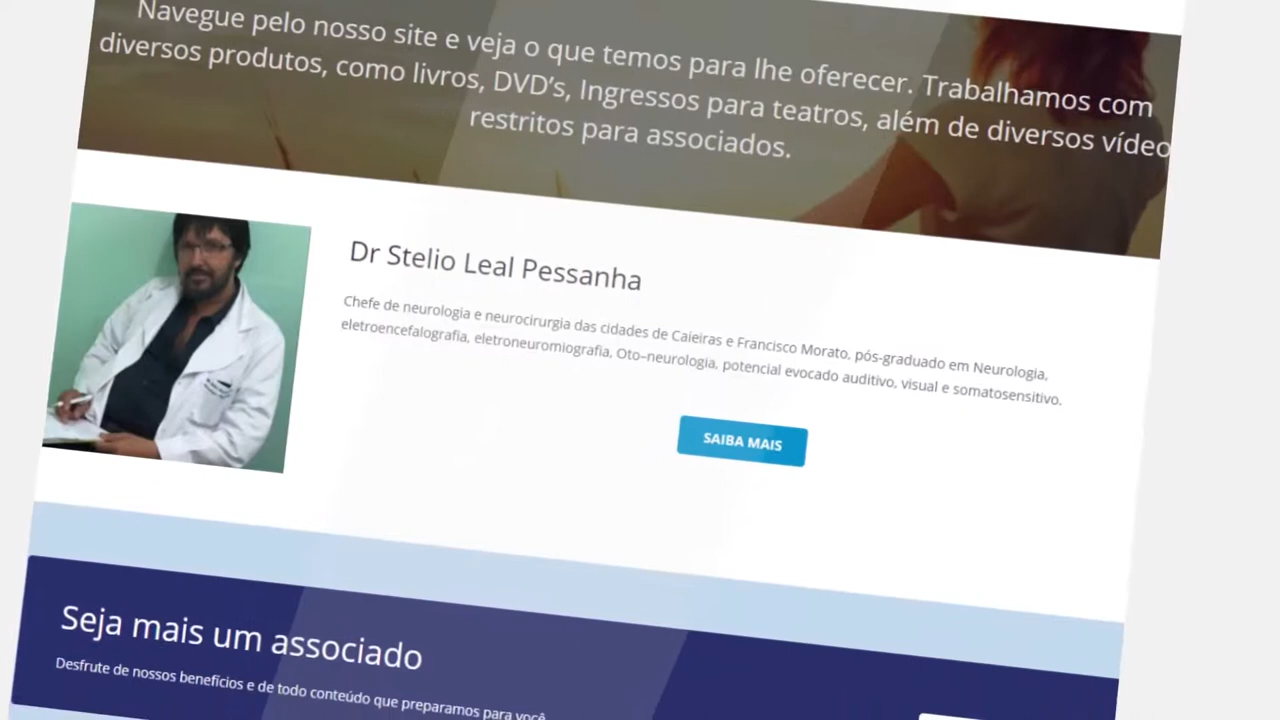 Navegue pelo nosso site e veja o que temos para lhe oferecer. Trabalhamos com
diversos produtos, como livros, DVD’s, Ingressos para teatros, além de diversos vídeo
restritos para associados.
Dr Stelio Leal Pessanha
Chefe de neurologia e neurocirurgia das cidades de Caieiras e Francisco Morato, pós-graduado em Neurologia,
eletroencefalografia, eletroneuromiografia, Oto–neurologia, potencial evocado auditivo, visual e somatosensitivo.
SAIBA MAIS
Seja mais um associado
Desfrute de nossos benefícios e de todo conteúdo que preparamos para você